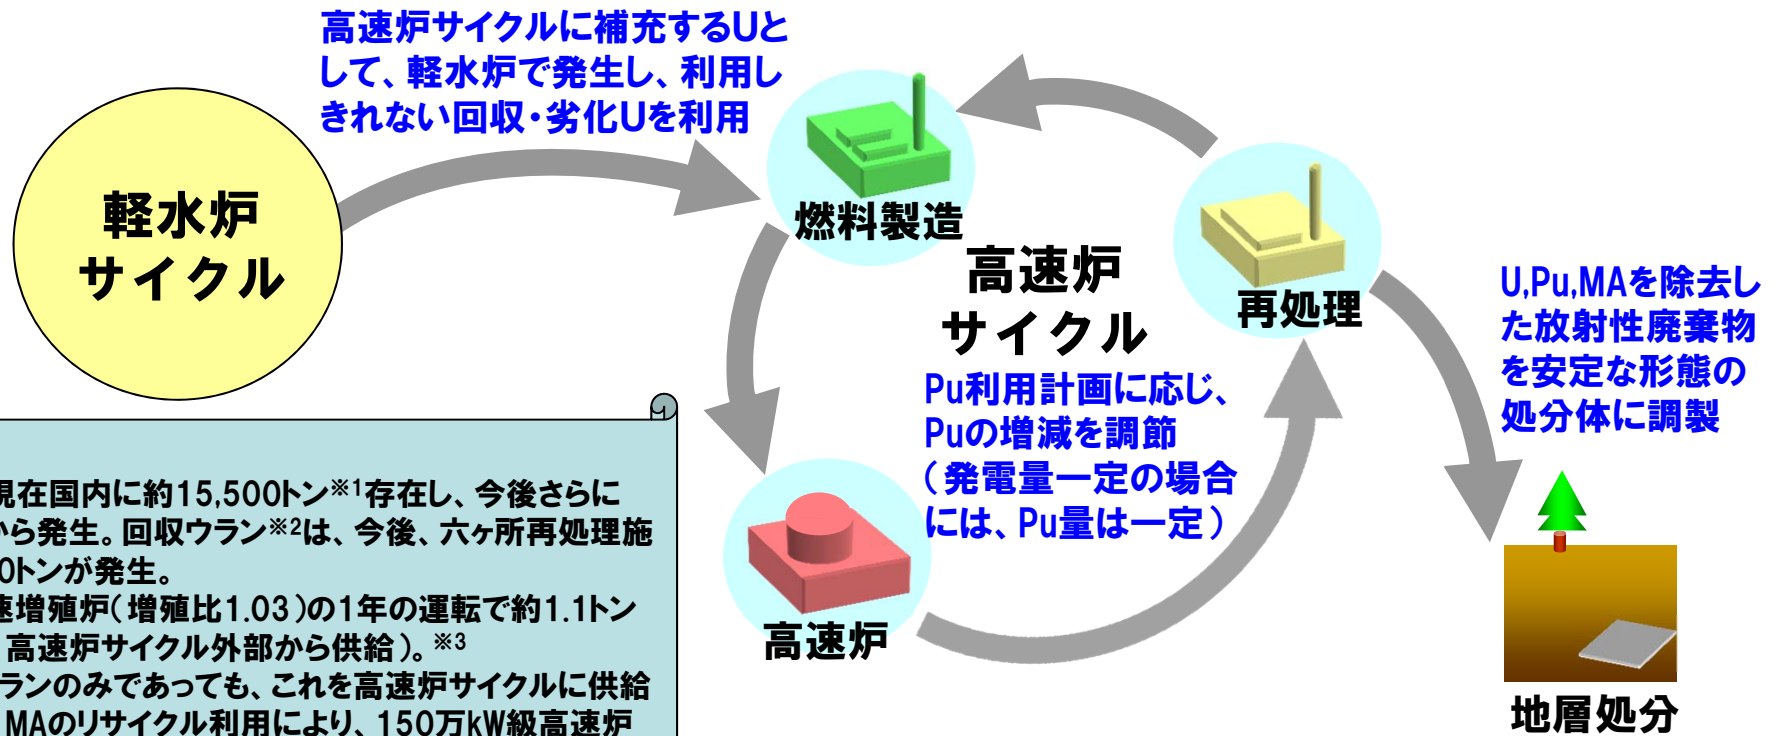 高速炉サイクルに補充するUと
して、軽水炉で発生し、利用し
きれない回収・劣化Uを利用
軽水炉
サイクル
燃料製造
高速炉
サイクル
再処理
Pu利用計画に応じ、
Puの増減を調節
（発電量一定の場合
には、Pu量は一定）
高速炉
U,Pu,MAを除去し
た放射性廃棄物
を安定な形態の
処分体に調製
地層処分
現在国内に約15,500トン※1存在し、今後さらに
から発生。回収ウラン※2は、今後、六ヶ所再処理施
0トンが発生。
速増殖炉（増殖比1.03）の1年の運転で約1.1トン
高速炉サイクル外部から供給）。※3
ランのみであっても、これを高速炉サイクルに供給
MAのリサイクル利用により、150万kW級高速炉